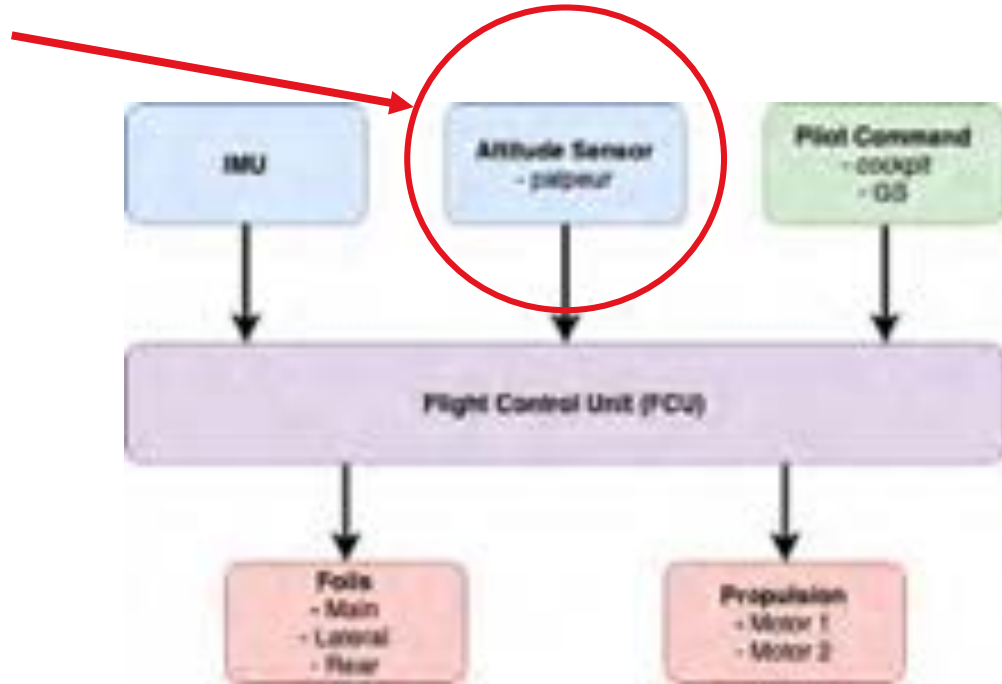 IMU
Altitude Sensor
- palpeur
Pilot Command
- cockpit
- GS
Flight Control Unit (FCU)
Foils
- Main
- Lateral
- Rear
Propulsion
- Motor 1
- Motor 2